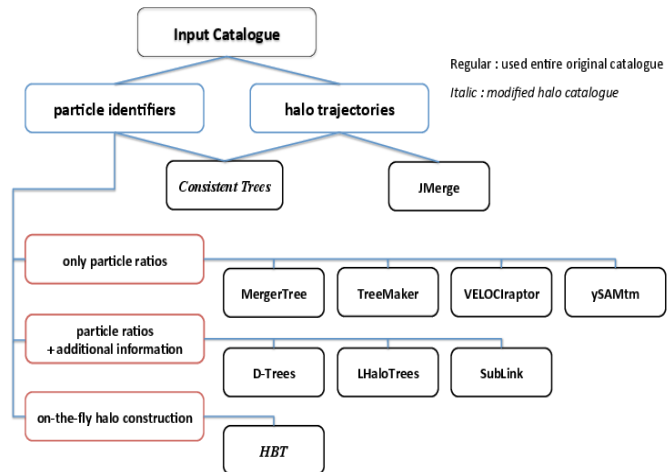 Input Catalogue
Regular : used entire original catalogue
Italic : modified halo catalogue
particle identifiers
halo trajectories
Consistent Trees
JMerge
only particle ratios
MergerTree
TreeMaker
VELOCIraptor
ySAMtm
particle ratios
+additional information
D-Trees
LHaloTrees
SubLink
on-the-fly halo construction
HBT